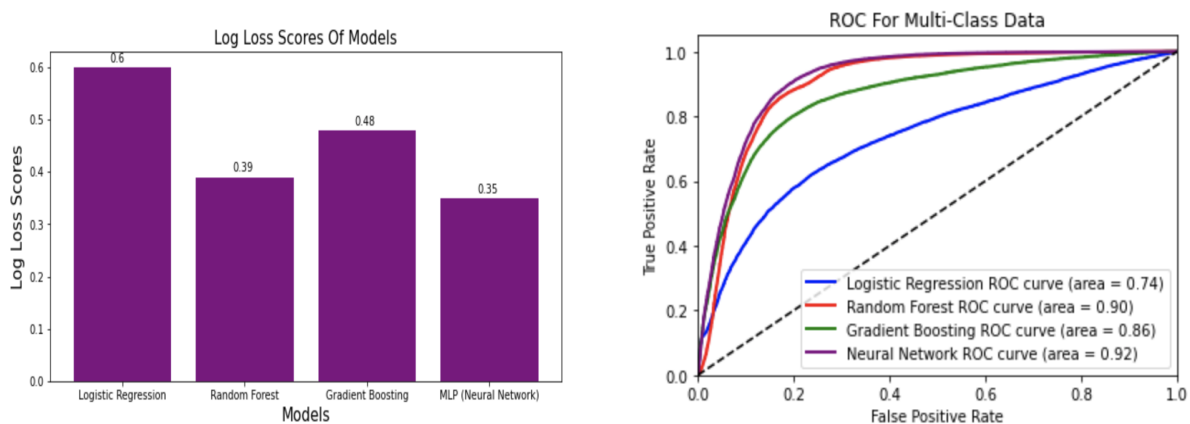 Log Loss Scores Of Models
Log Loss Scores
0.6
0.5
0.4
0.3
0.2
0.1
0.0
0.6
0.39
0.48
0.35
Logistic Regression
Random Forest
Gradient Boosting
MLP (Neural Network)
Models
ROC For Multi-Class Data
True Positive Rate
1.0
0.8
0.6
0.4
0.2
0.0
Logistic Regression ROC curve (area = 0.74)
Random Forest ROC curve (area = 0.90)
Gradient Boosting ROC curve (area = 0.86)
Neural Network ROC curve (area = 0.92)
0.0
0.2
0.4
0.6
0.8
1.0
False Positive Rate